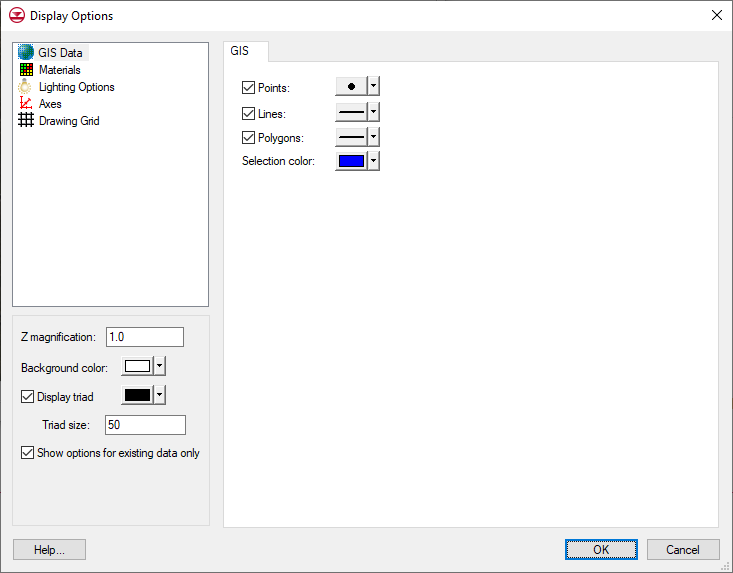 Display Options
GIS Data
Materials
Lighting Options
Axes
Drawing Grid
Z magnification: 1.0
Background color:
Display triad
Triad size: 50
Show options for existing data only
GIS
Points:
Lines:
Polygons:
Selection color:
Help...
OK
Cancel